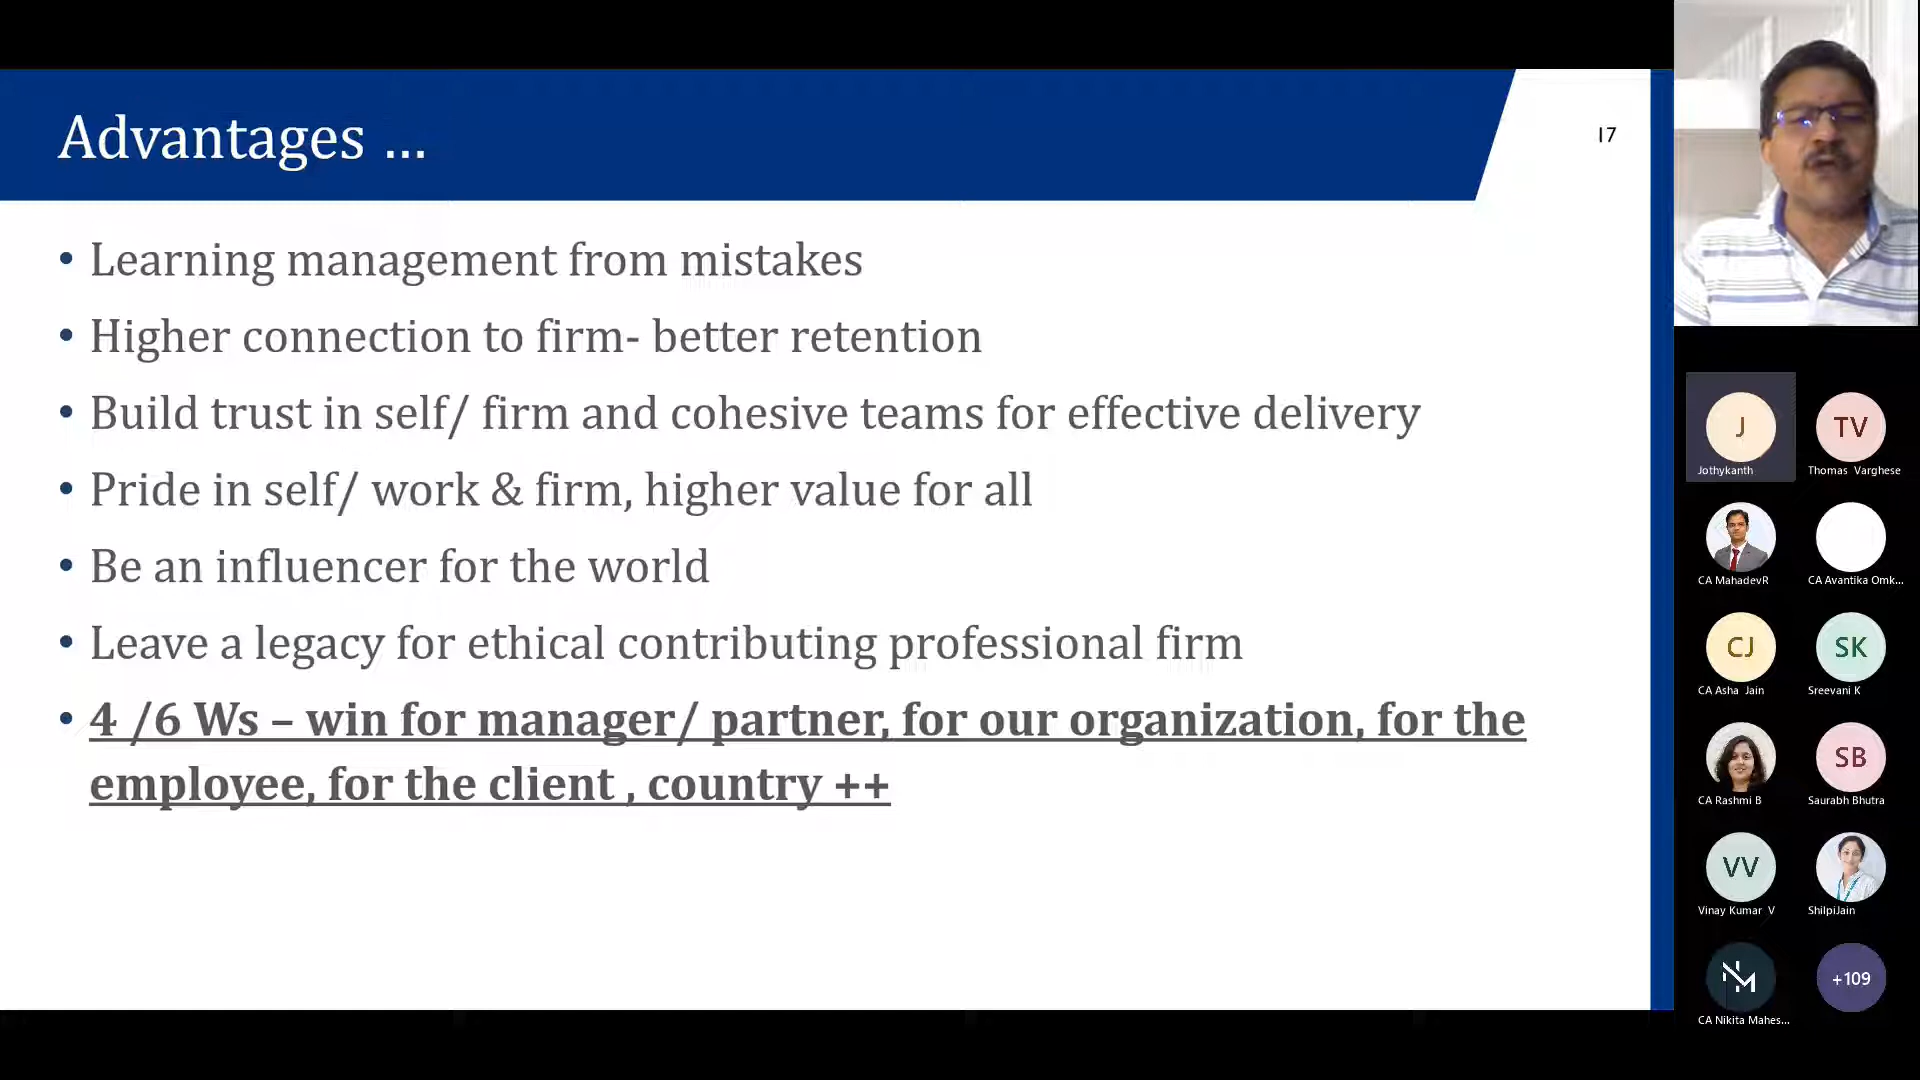 Advantages ...
17
• Learning management from mistakes
• Higher connection to firm- better retention
• Build trust in self/ firm and cohesive teams for effective delivery
• Pride in self/ work & firm, higher value for all
• Be an influencer for the world
• Leave a legacy for ethical contributing professional firm
• 4 /6 Ws – win for manager/ partner, for our organization, for the
employee, for the client , country ++
J
Jothykanth
TV
Thomas Varghese
CA MahadevR
CA Avantika Omk...
CJ
CA Asha Jain
SK
Sreevani K
CA Rashmi B
SB
Saurabh Bhutra
VV
Vinay Kumar V
ShilpiJain
NM
CA Nikita Mahes...
+109